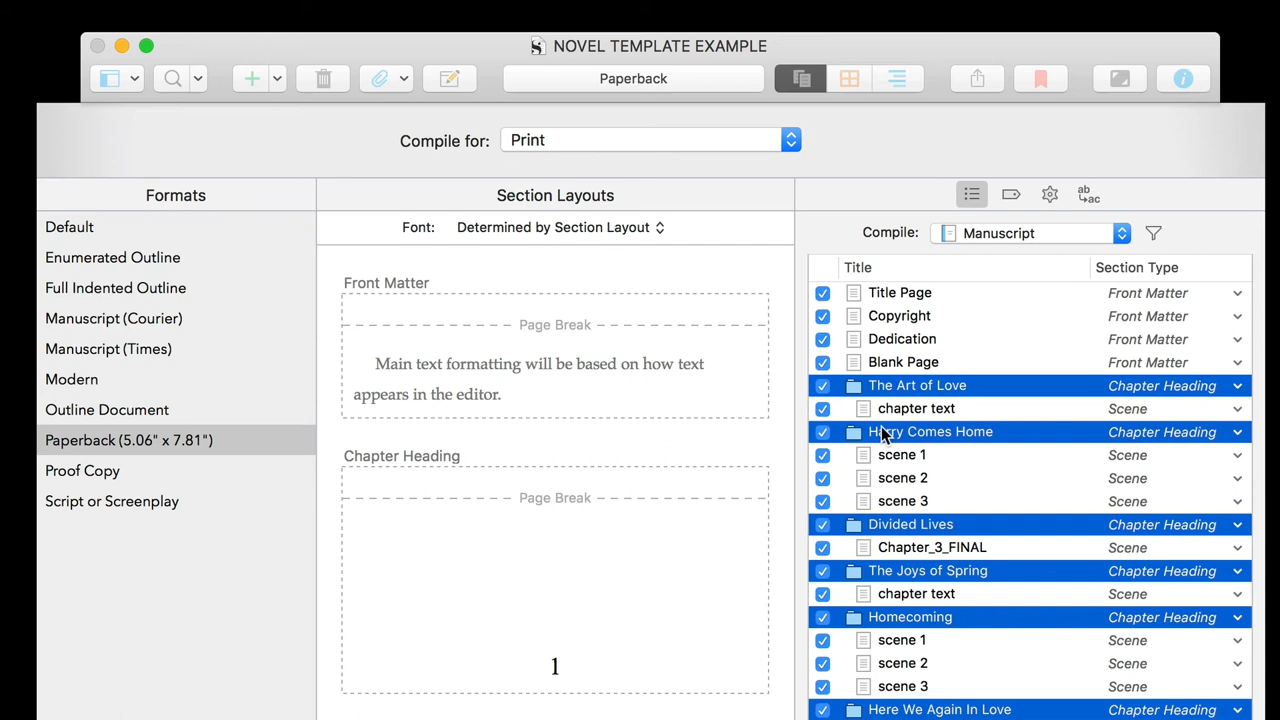 NOVEL TEMPLATE EXAMPLE
Paperback
Compile for: Print
Formats
Default
Enumerated Outline
Full Indented Outline
Manuscript (Courier)
Manuscript (Times)
Modern
Outline Document
Paperback (5.06" x 7.81")
Proof Copy
Script or Screenplay
Section Layouts
Font: Determined by Section Layout
Front Matter
Page Break
Main text formatting will be based on how text
appears in the editor.
Chapter Heading
Page Break
1
ab
ac
Compile: Manuscript
Title Section Type
Title Page Front Matter
Copyright Front Matter
Dedication Front Matter
Blank Page Front Matter
The Art of Love Chapter Heading
chapter text Scene
Harry Comes Home Chapter Heading
scene 1 Scene
scene 2 Scene
scene 3 Scene
Divided Lives Chapter Heading
Chapter_3_FINAL Scene
The Joys of Spring Chapter Heading
chapter text Scene
Homecoming Chapter Heading
scene 1 Scene
scene 2 Scene
scene 3 Scene
Here We Again In Love Chapter Heading